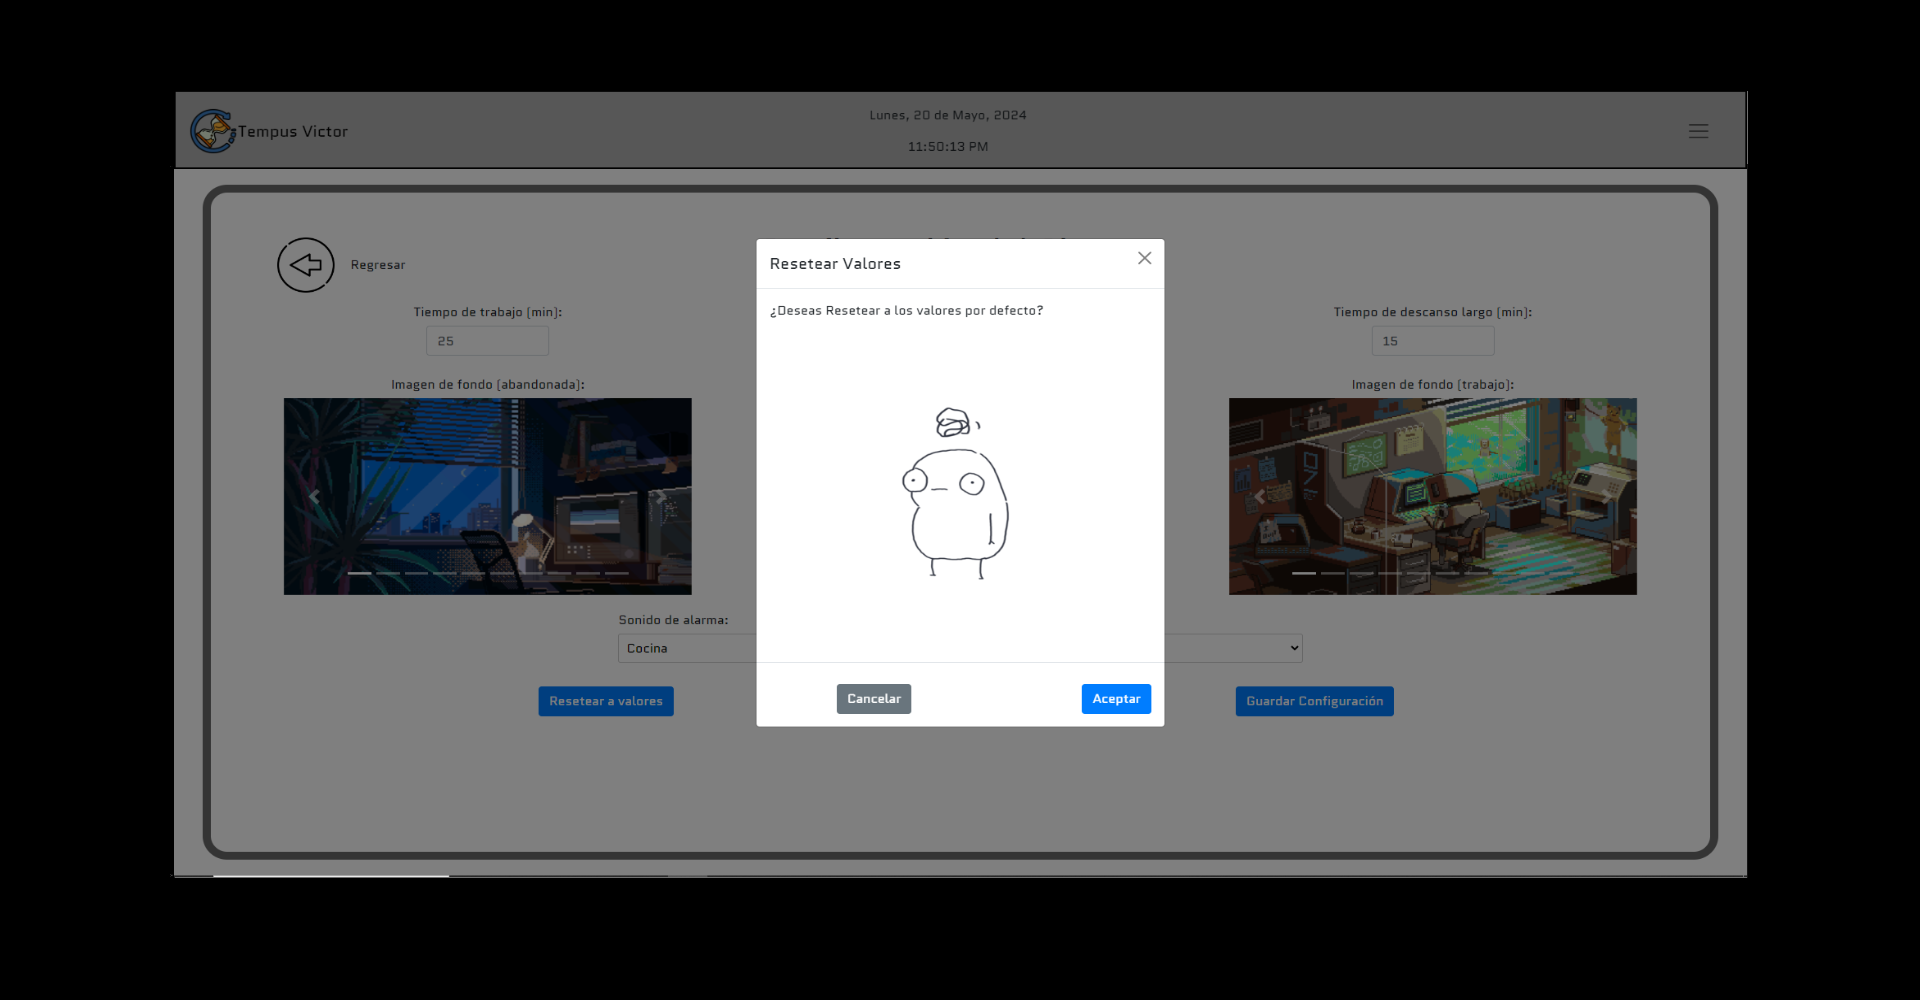 Tempus Victor
Lunes, 20 de Mayo, 2024
11:50:13 PM
Regresar
Resetear Valores
¿Deseas Resetear a los valores por defecto?
Tiempo de trabajo (min):
25
Tiempo de descanso largo (min):
15
Imagen de fondo (abandonada):
Imagen de fondo (trabajo):
Sonido de alarma:
Cocina
Resetear a valores
Cancelar
Aceptar
Guardar Configuración